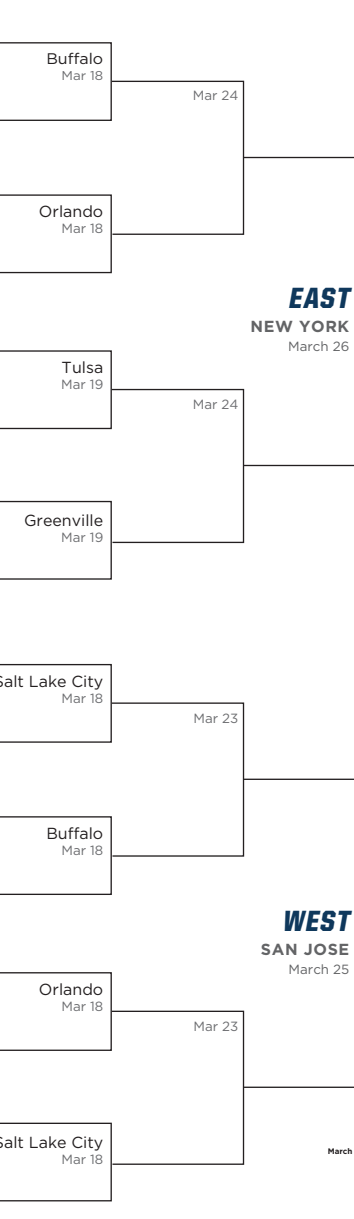 Buffalo
Mar 18
Mar 24
Orlando
Mar 18
EAST
NEW YORK
March 26
Tulsa
Mar 19
Mar 24
Greenville
Mar 19
Salt Lake City
Mar 18
Mar 23
Buffalo
Mar 18
WEST
SAN JOSE
March 25
Orlando
Mar 18
Mar 23
Salt Lake City
Mar 18
March